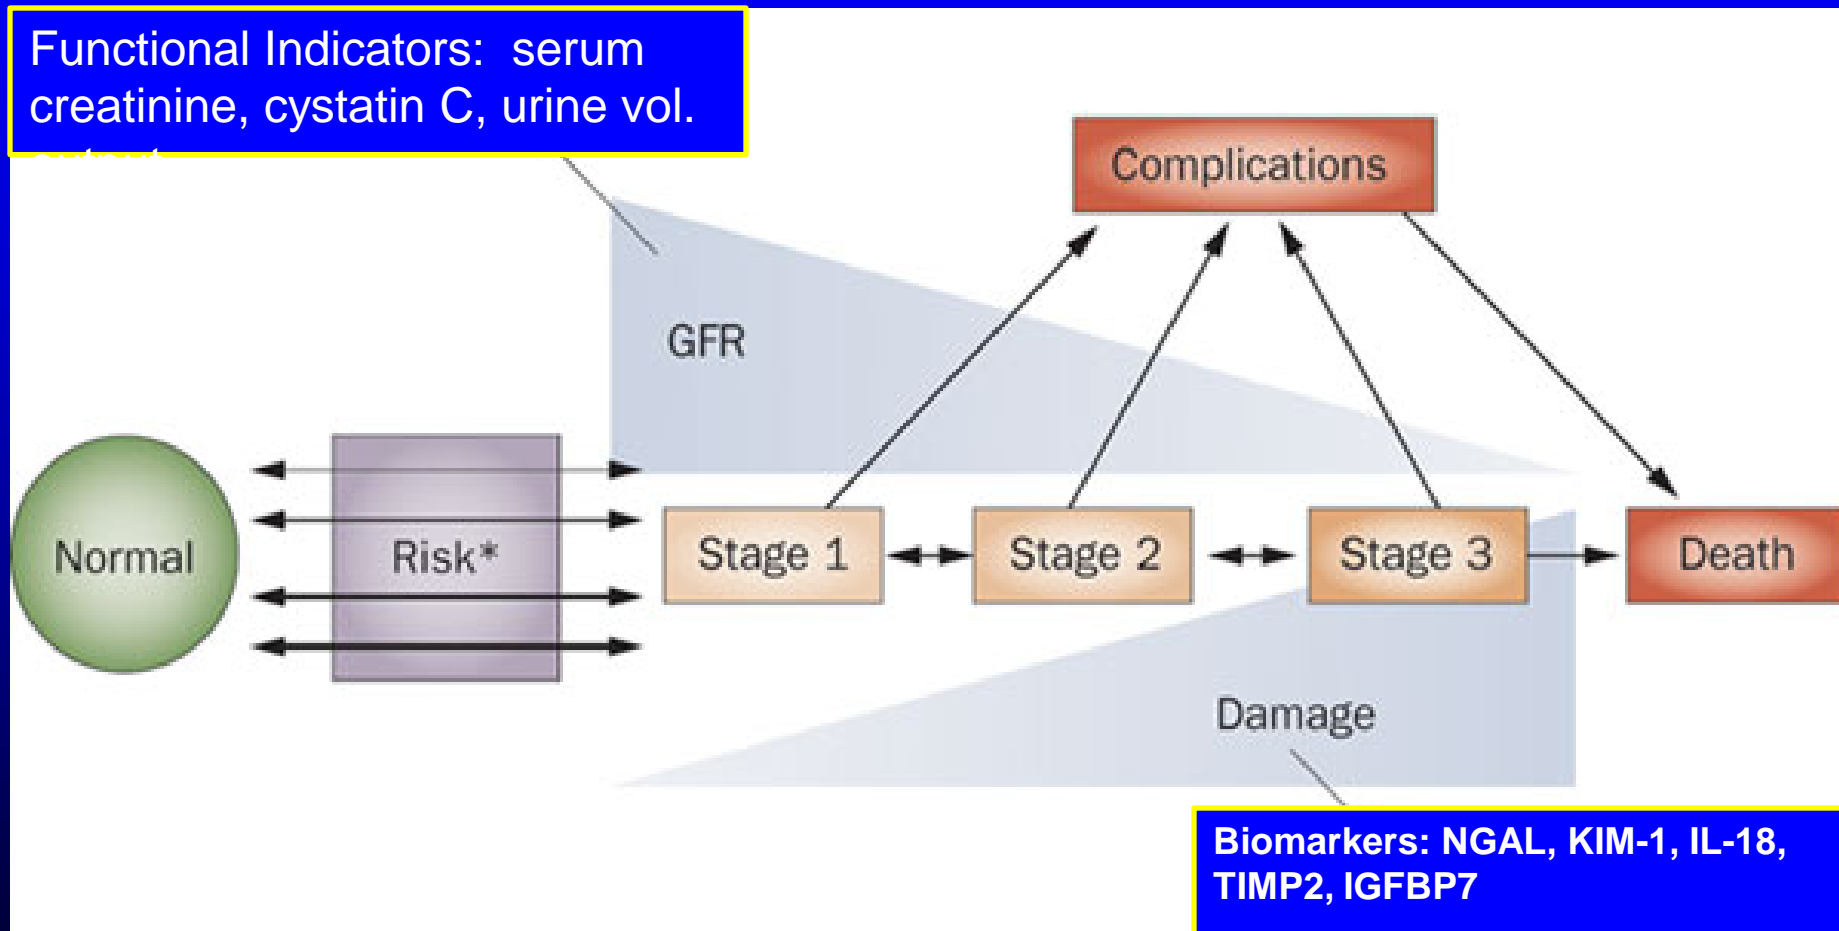 Functional Indicators: serum
creatinine, cystatin C, urine vol.
Complications
GFR
Normal
Risk*
Stage 1
Stage 2
Stage 3
Death
Damage
Biomarkers: NGAL, KIM-1, IL-18,
TIMP2, IGFBP7